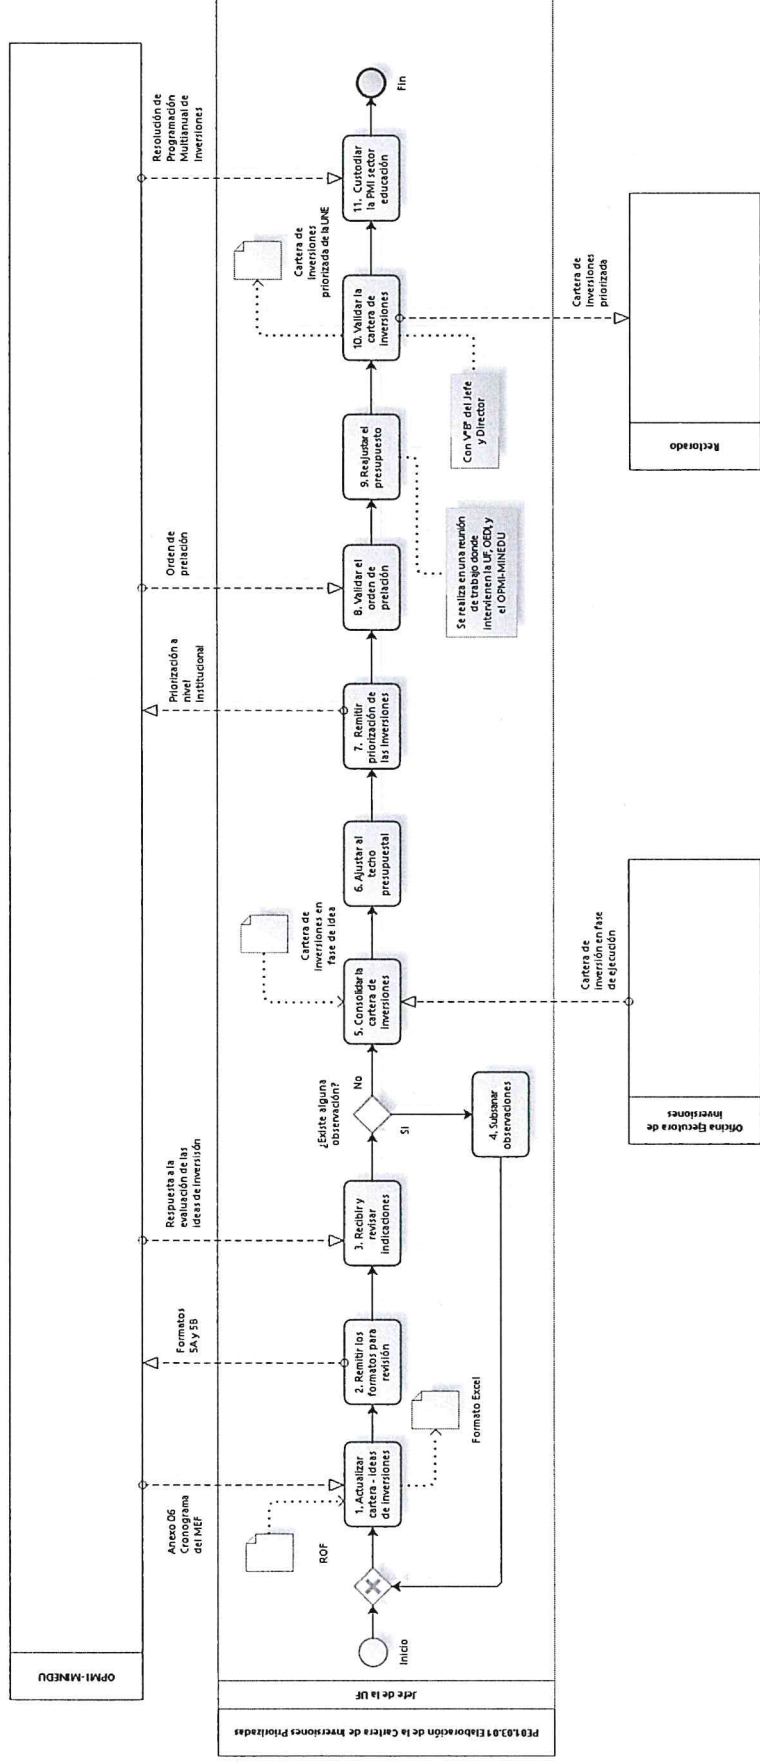 OPMI-MINEDU
PE01.03.01 Elaboración de la Cartera de Inversiones Priorizadas
Jefe de la UF
Inicio
Anexo 06
Cronograma
del MEF
ROF
1. Actualizar
cartera - ideas
de inversiones
Formato Excel
Formatos
5A y 5B
2. Remitir los
formatos para
revisión
Respuesta a la
evaluación de las
ideas de inversisón
3. Recibir y
revisar
indicaciones
¿Existe alguna
observación?
No
Si
4. Subsanar
observaciones
Cartera de
inversiones en
fase de idea
5. Consolidar la
cartera de
inversiones
Cartera de
inversión en fase
de ejecución
Oficina Ejecutora de
inversiones
6. Ajustar al
techo
presupuestal
Priorización a
nivel
Institucional
7. Remitir
priorización de
las inversiones
Orden de
prelación
8. Validar el
orden de
prelación
9. Reajustar el
presupuesto
Se realiza en una reunión
de trabajo donde
intervienen la UF, OEDI, y
el OPMI-MINEDU
Cartera de
Inversiones
priorizada de la UNE
10. Validar la
cartera de
inversiones
Con V°B° del Jefe
y Director
Cartera de
Inversiones
priorizada
Rectorado
Resolución de
Programación
Multianual de
Inversiones
11. Custodiar
la PMI sector
educación
Fin